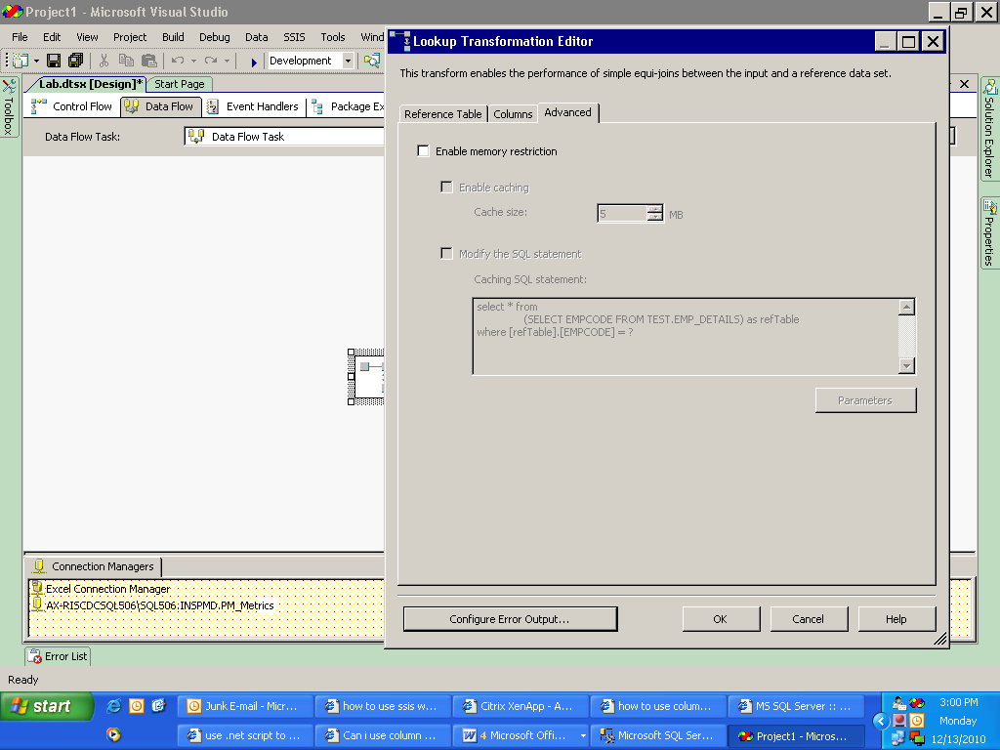 Project1 - Microsoft Visual Studio
File Edit View Project Build Debug Data SSIS Tools Wind
Development
Lab.dtsx [Design]* Start Page
Control Flow Data Flow Event Handlers Package Ex
Data Flow Task: Data Flow Task
Toolbox
Solution Explorer
Properties
Lookup Transformation Editor
This transform enables the performance of simple equi-joins between the input and a reference data set.
Reference Table Columns Advanced
Enable memory restriction
Enable caching
Cache size: 5 MB
Modify the SQL statement
Caching SQL statement:
select * from
(SELECT EMPCODE FROM TEST.EMP_DETAILS) as refTable
where [refTable].[EMPCODE] = ?
Parameters
Configure Error Output... OK Cancel Help
Connection Managers
Excel Connection Manager
AX-RISCDCSQL506\SQL506.INSPMD.PM_Metrics
Error List
Ready
start
Junk E-mail - Micr... how to use ssis w... Citrix XenApp - A... how to use colum... MS SQL Server :: ...
use .net script to ... Can i use column ... 4 Microsoft Offi... Microsoft SQL Ser... Project1 - Micros...
3:00 PM
Monday
12/13/2010